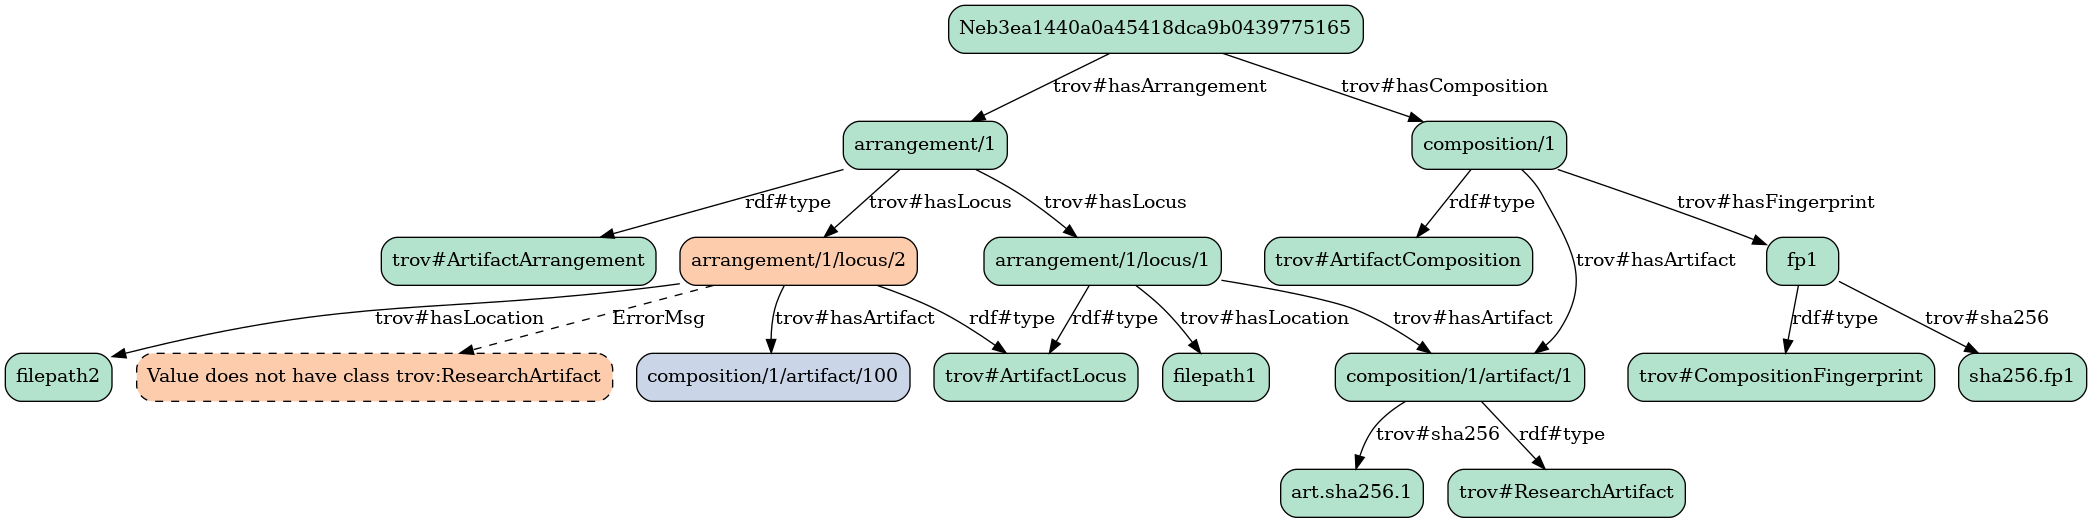 Neb3ea1440a0a45418dca9b0439775165
trov#hasArrangement
trov#hasComposition
arrangement/1
composition/1
rdf#type
trov#hasLocus
trov#hasLocus
rdf#type
trov#hasFingerprint
trov#ArtifactArrangement
arrangement/1/locus/2
arrangement/1/locus/1
trov#ArtifactComposition
trov#hasArtifact
fp1
trov#hasLocation
ErrorMsg
trov#hasArtifact
rdf#type
rdf#type
trov#hasLocation
trov#hasArtifact
rdf#type
trov#sha256
filepath2
Value does not have class trov:ResearchArtifact
composition/1/artifact/100
trov#ArtifactLocus
filepath1
composition/1/artifact/1
trov#CompositionFingerprint
sha256.fp1
trov#sha256
rdf#type
art.sha256.1
trov#ResearchArtifact